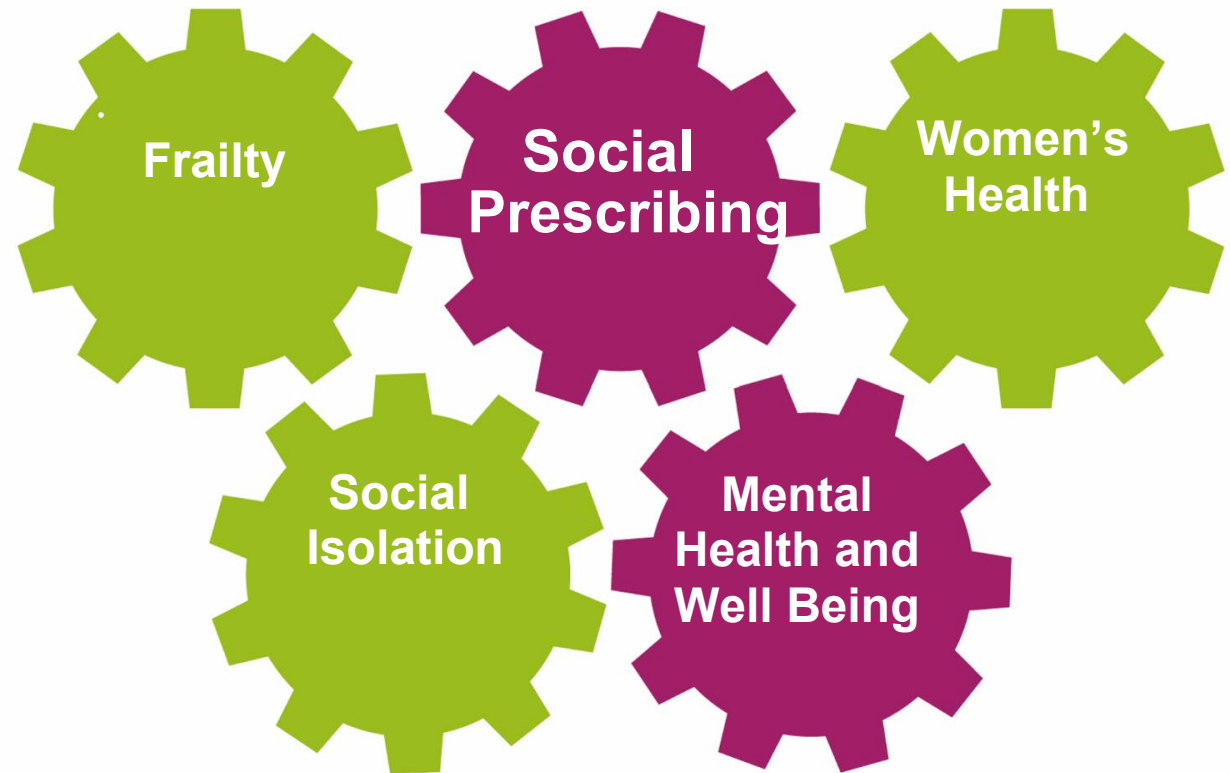 Frailty
Social
Prescribing
Women’s
Health
Social
Isolation
Mental
Health and
Well Being